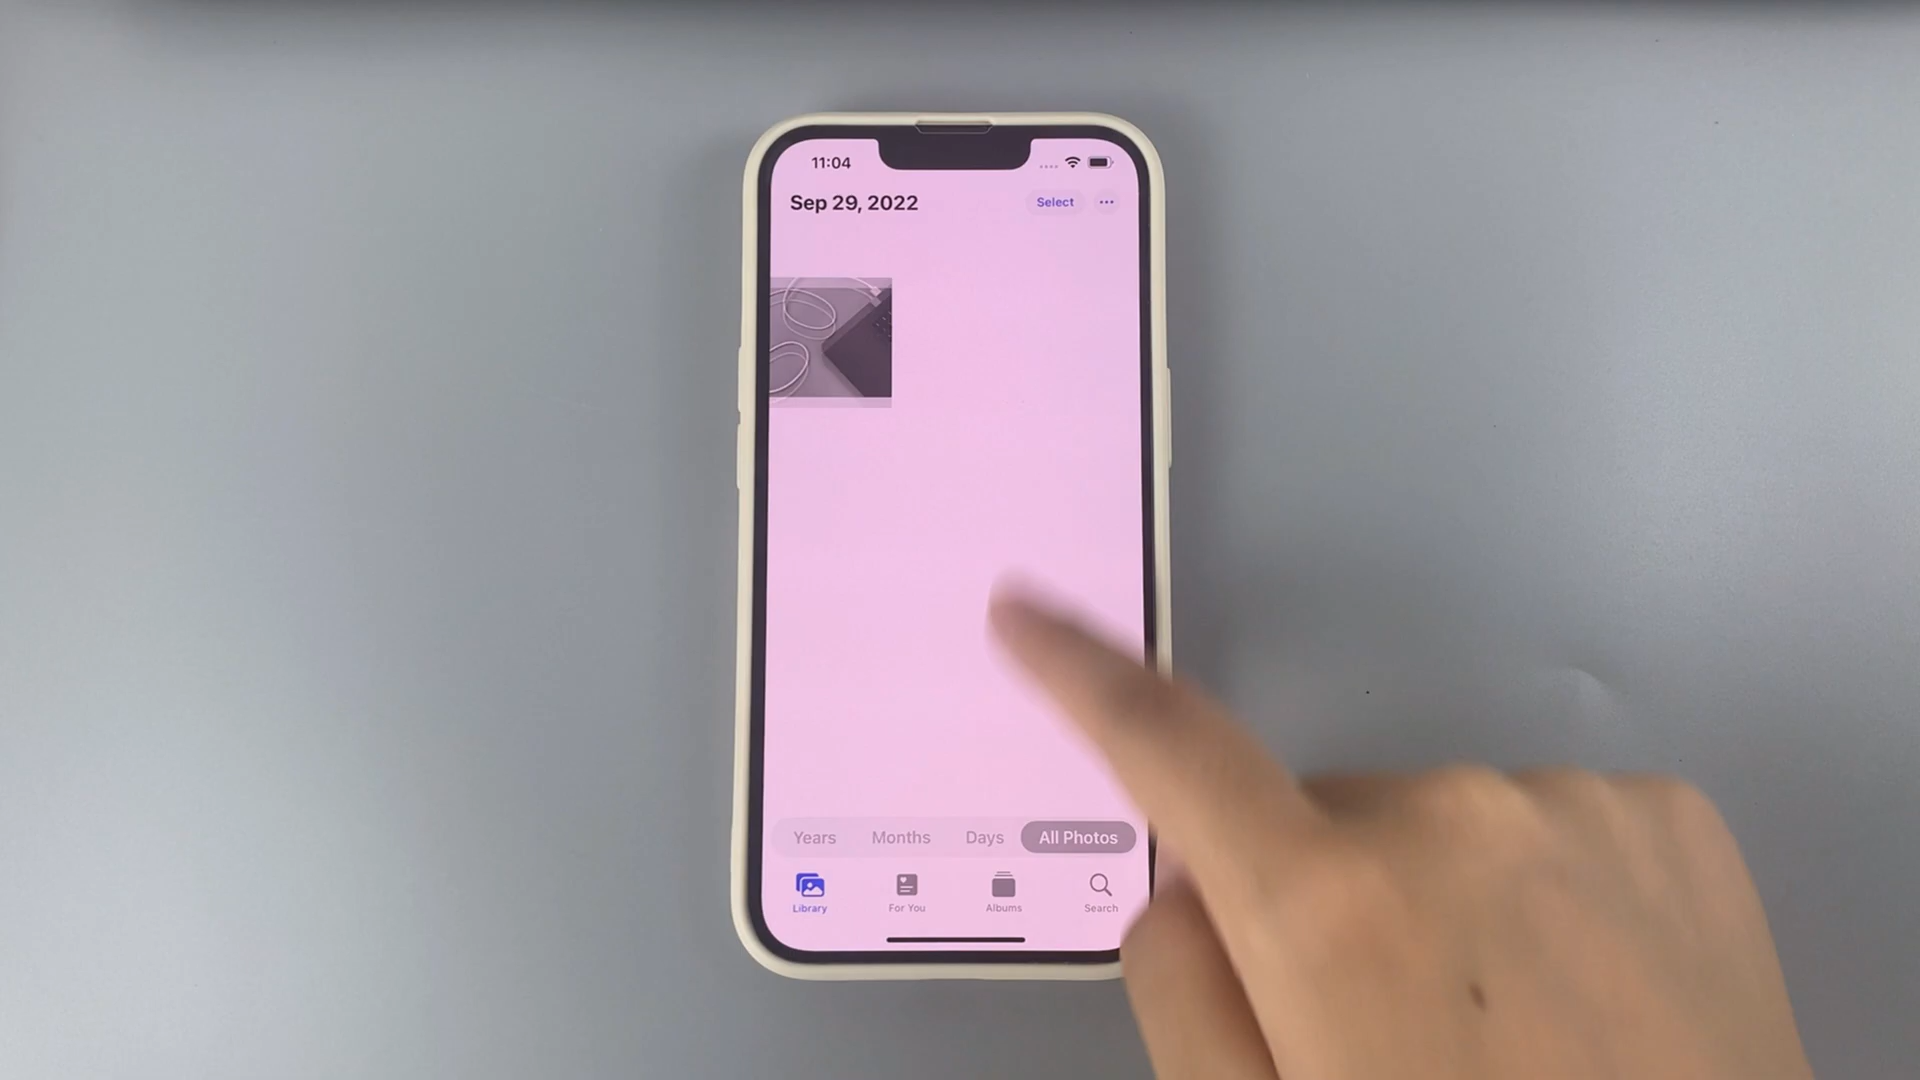 11:04
Sep 29, 2022
Select
Years Months Days All Photos
Library For You Albums Search